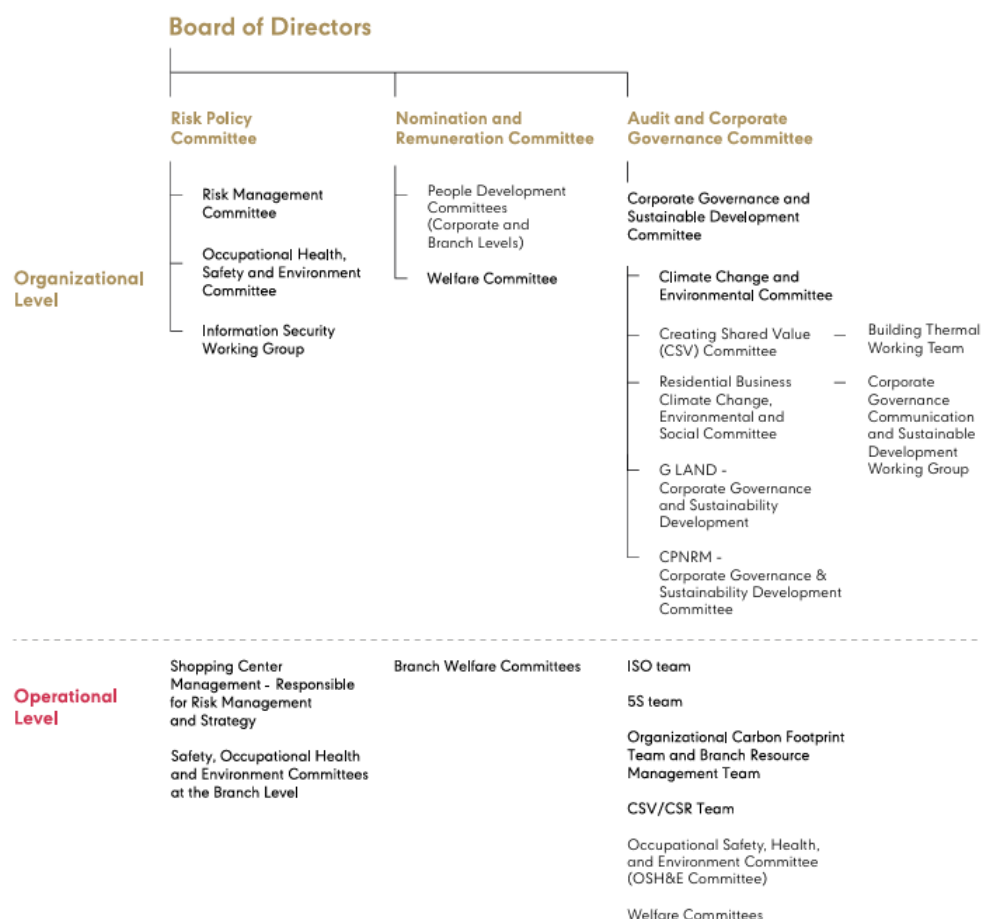 Board of Directors
Risk Policy
Committee
Nomination and
Remuneration Committee
Audit and Corporate
Governance Committee
Organizational
Level
Risk Management
Committee
Occupational Health,
Safety and Environment
Committee
Information Security
Working Group
People Development
Committees
(Corporate and
Branch Levels)
Welfare Committee
Corporate Governance and
Sustainable Development
Committee
Climate Change and
Environmental Committee
Creating Shared Value
(CSV) Committee
Building Thermal
Working Team
Residential Business
Climate Change,
Environmental and
Social Committee
Corporate
Governance
Communication
and Sustainable
Development
Working Group
G LAND -
Corporate Governance
and Sustainability
Development
CPNRM -
Corporate Governance &
Sustainability Development
Committee
Operational
Level
Shopping Center
Management - Responsible
for Risk Management
and Strategy
Safety, Occupational Health
and Environment Committees
at the Branch Level
Branch Welfare Committees
ISO team
5S team
Organizational Carbon Footprint
Team and Branch Resource
Management Team
CSV/CSR Team
Occupational Safety, Health,
and Environment Committee
(OSH&E Committee)
Welfare Committees